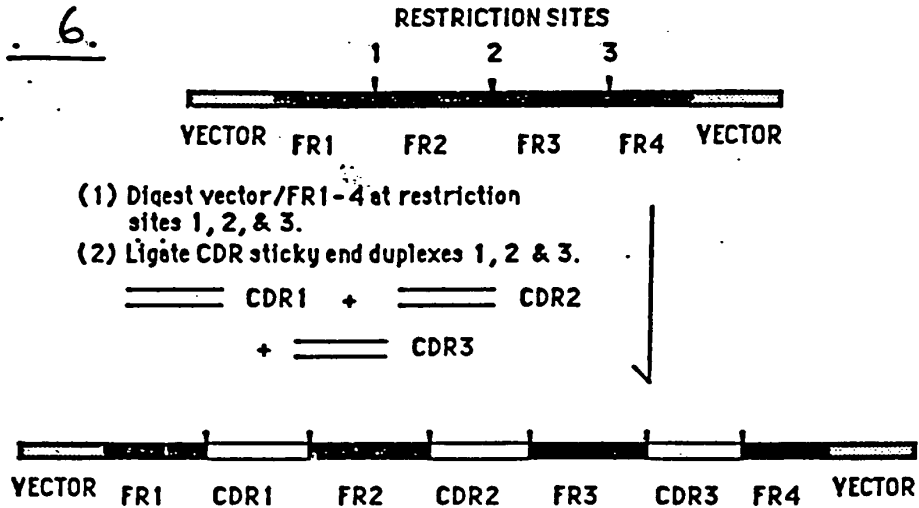 . 6.
RESTRICTION SITES
1 2 3
VECTOR FR1 FR2 FR3 FR4 VECTOR
(1) Digest vector/FR1-4 at restriction
sites 1, 2, & 3.
(2) Ligate CDR sticky end duplexes 1, 2 & 3.
CDR1 + CDR2
+ CDR3
VECTOR FR1 CDR1 FR2 CDR2 FR3 CDR3 FR4 VECTOR